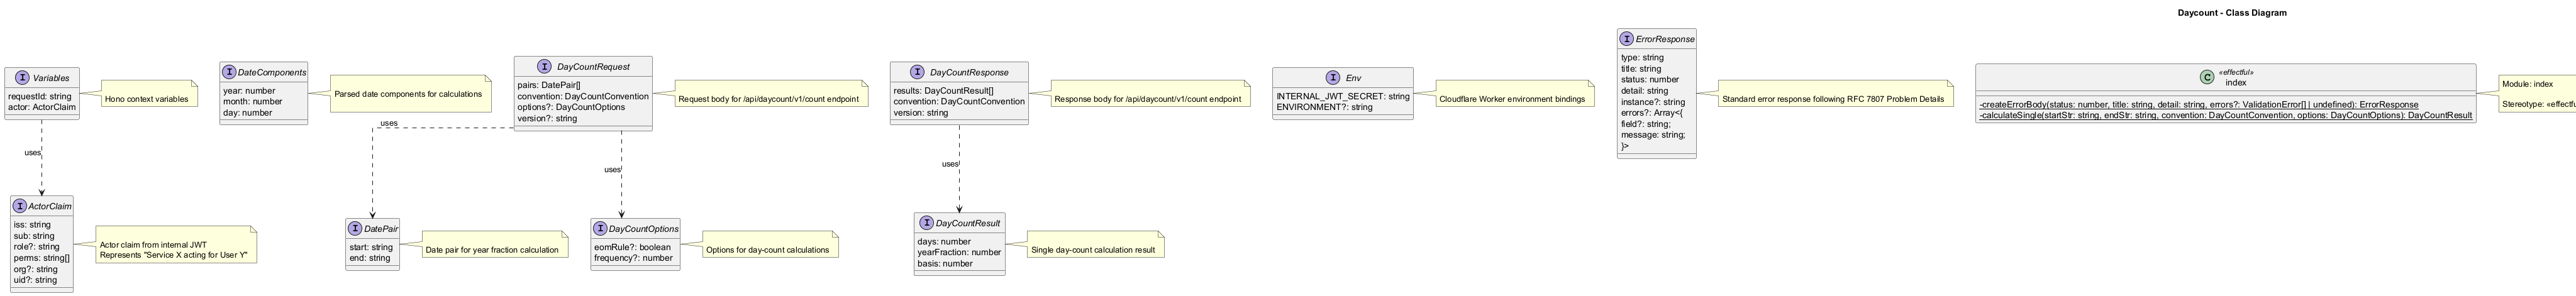 Daycount - Class Diagram
I Variables
requestId: string
actor: ActorClaim
Hono context variables
I DateComponents
year: number
month: number
day: number
Parsed date components for calculations
I DayCountRequest
pairs: DatePair[]
convention: DayCountConvention
options?: DayCountOptions
version?: string
Request body for /api/daycount/v1/count endpoint
I DayCountResponse
results: DayCountResult[]
convention: DayCountConvention
version: string
Response body for /api/daycount/v1/count endpoint
I Env
INTERNAL_JWT_SECRET: string
ENVIRONMENT?: string
Cloudflare Worker environment bindings
I ErrorResponse
type: string
title: string
status: number
detail: string
instance?: string
errors?: Array<{
field?: string;
message: string;
}>
Standard error response following RFC 7807 Problem Details
C «effectful»
index
-createErrorBody(status: number, title: string, detail: string, errors?: ValidationError[] | undefined): ErrorResponse
-calculateSingle(startStr: string, endStr: string, convention: DayCountConvention, options: DayCountOptions): DayCountResult
Module: index
Stereotype: «effectfu
uses
uses
uses
uses
I ActorClaim
iss: string
sub: string
role?: string
perms: string[]
org?: string
uid?: string
Actor claim from internal JWT
Represents "Service X acting for User Y"
I DatePair
start: string
end: string
Date pair for year fraction calculation
I DayCountOptions
eomRule?: boolean
frequency?: number
Options for day-count calculations
I DayCountResult
days: number
yearFraction: number
basis: number
Single day-count calculation result